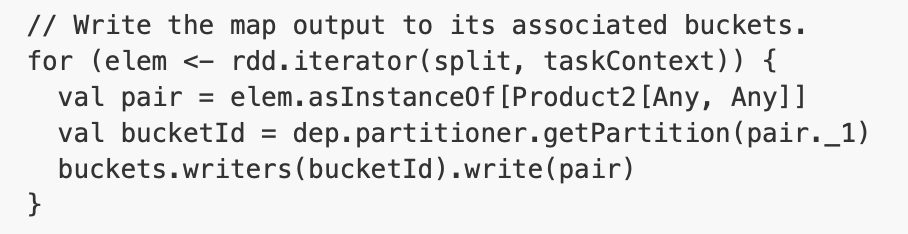 // Write the map output to its associated buckets.
for (elem <- rdd.iterator(split, taskContext)) {
  val pair = elem.asInstanceOf[Product2[Any, Any]]
  val bucketId = dep.partitioner.getPartition(pair._1)
  buckets.writers(bucketId).write(pair)
}